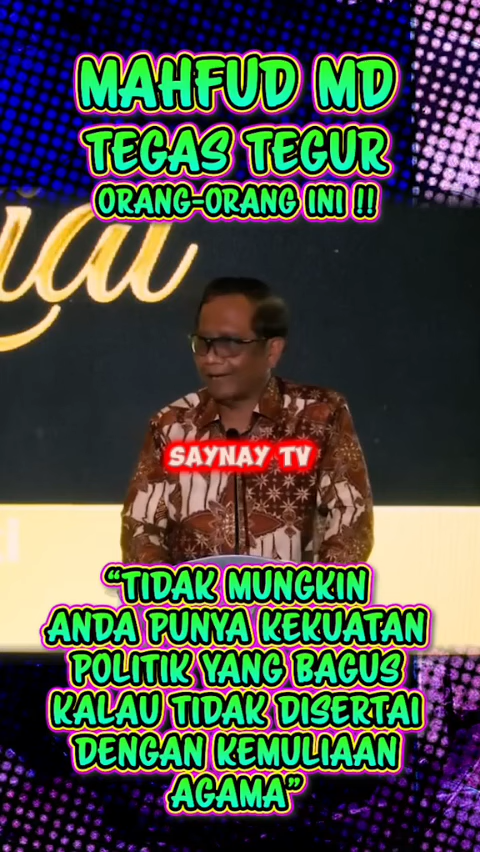 MAHFUD MD
TEGAS TEGUR
ORANG-ORANG INI !!
SAYNAY TV
"TIDAK MUNGKIN
ANDA PUNYA KEKUATAN
POLITIK YANG BAGUS
KALAU TIDAK DISERTAI
DENGAN KEMULIAAN
AGAMA"